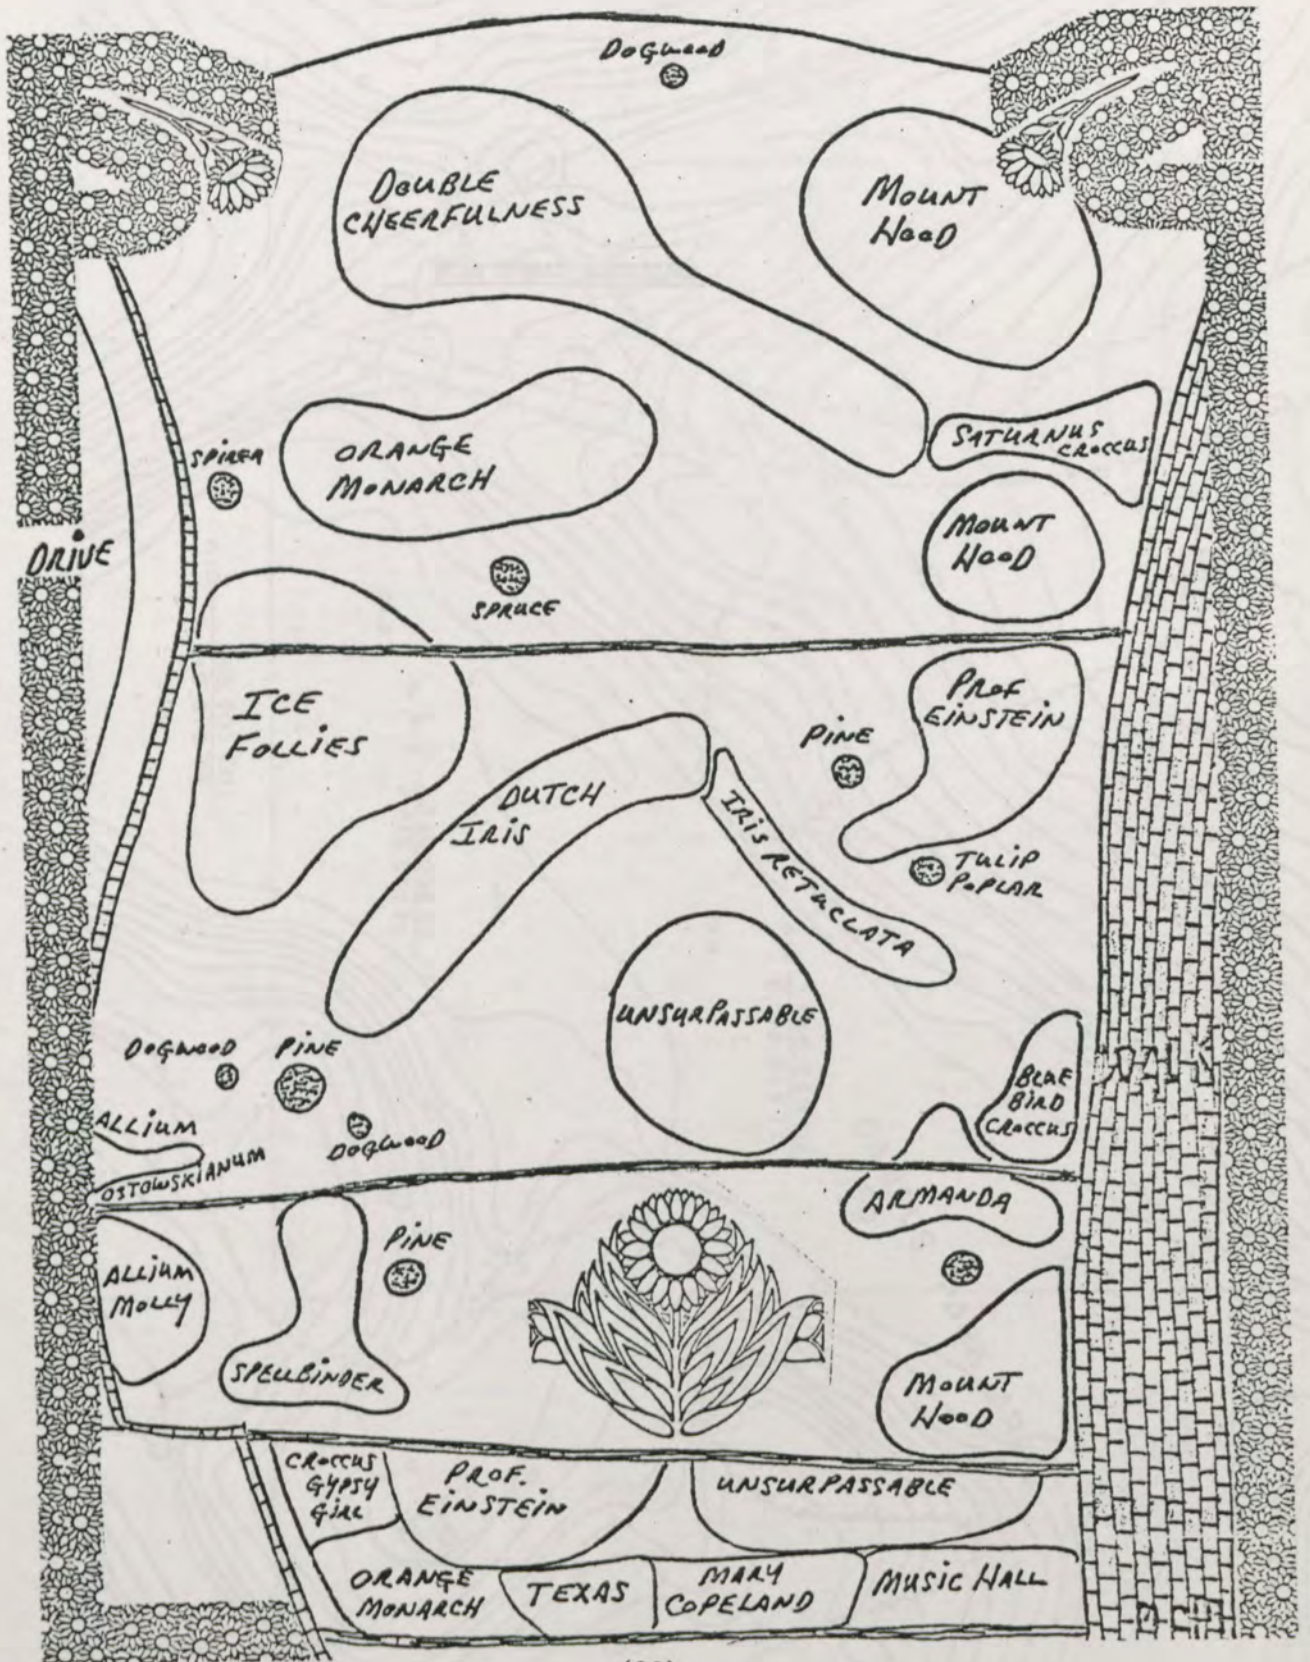 DOGWOOD
DOUBLE
CHEERFULNESS
MOUNT
HOOD
SATURNUS
CROCCUS
SPIREA
ORANGE
MONARCH
MOUNT
HOOD
DRIVE
SPRUCE
ICE
FOLLIES
PROF
EINSTEIN
PINE
DUTCH
IRIS
IRIS RETUCLATA
TULIP
POPLAR
UNSURPASSABLE
DOGWOOD
PINE
BLUE
BIRD
CROCCUS
ALLIUM
OSTOWSKIANUM
DOGWOOD
ARMANDA
PINE
ALLIUM
MOLLY
SPELLBINDER
MOUNT
HOOD
CROCCUS
GYPSY
GIRL
PROF.
EINSTEIN
UNSURPASSABLE
ORANGE
MONARCH
TEXAS
MARY
COPELAND
MUSIC HALL